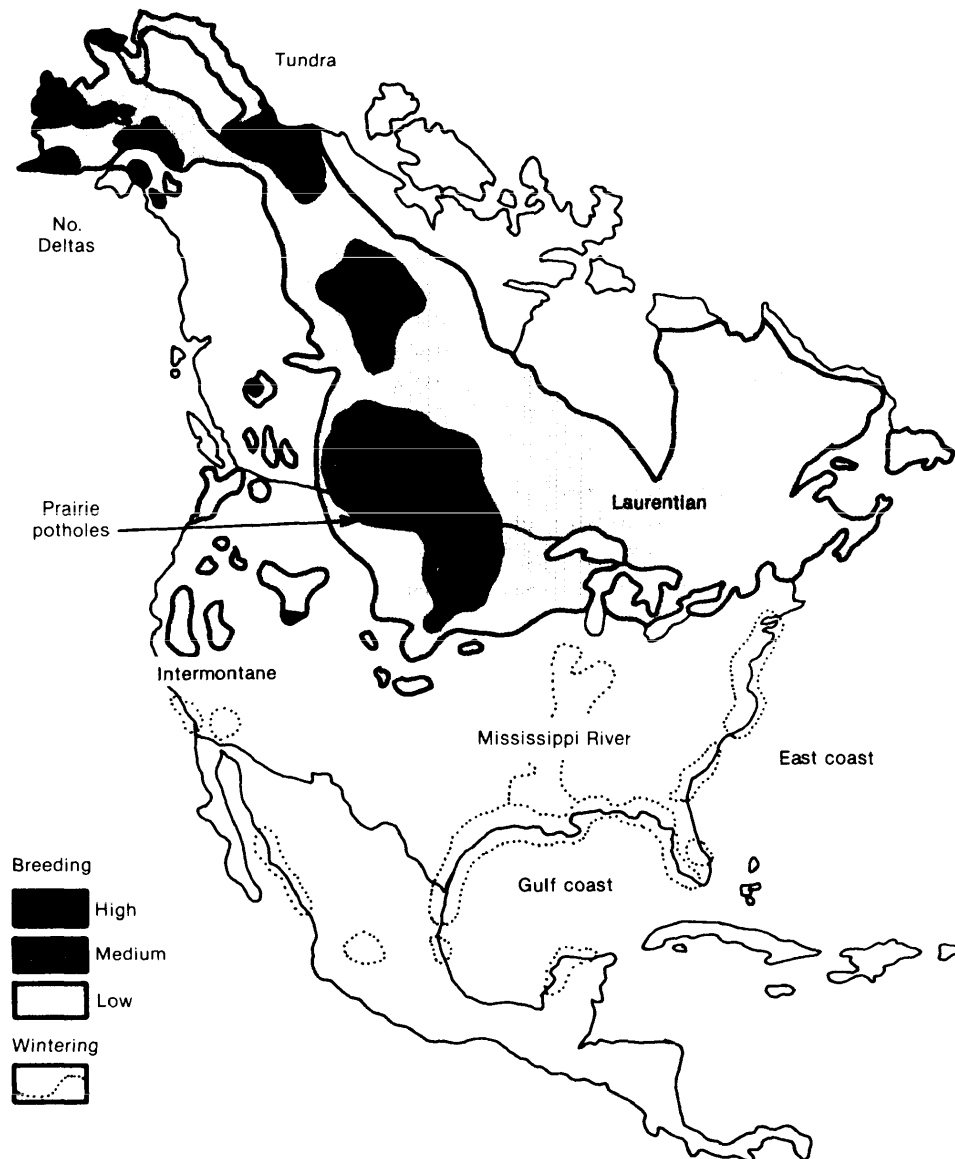 Tundra
No.
Deltas
Prairie
potholes
Laurentian
Intermontane
Mississippi River
East coast
Gulf coast
Breeding
High
Medium
Low
Wintering